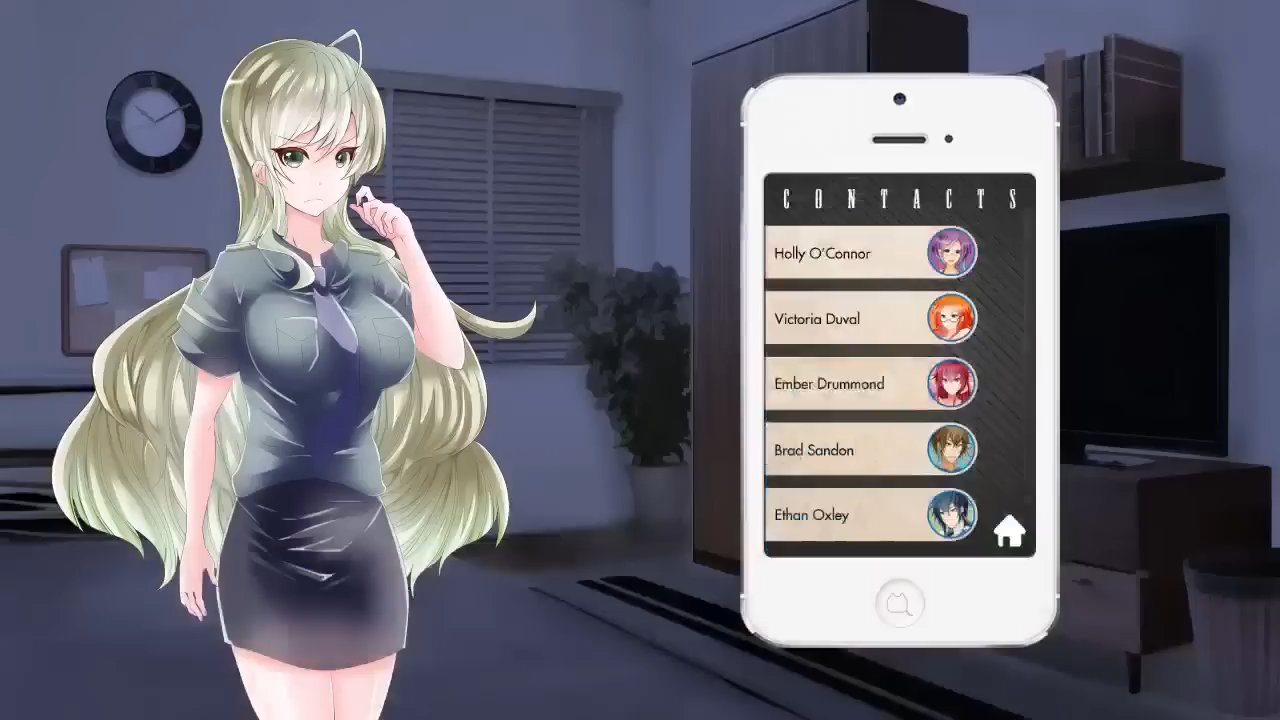 CONTACTS
Holly O'Connor
Victoria Duval
Ember Drummond
Brad Sandon
Ethan Oxley